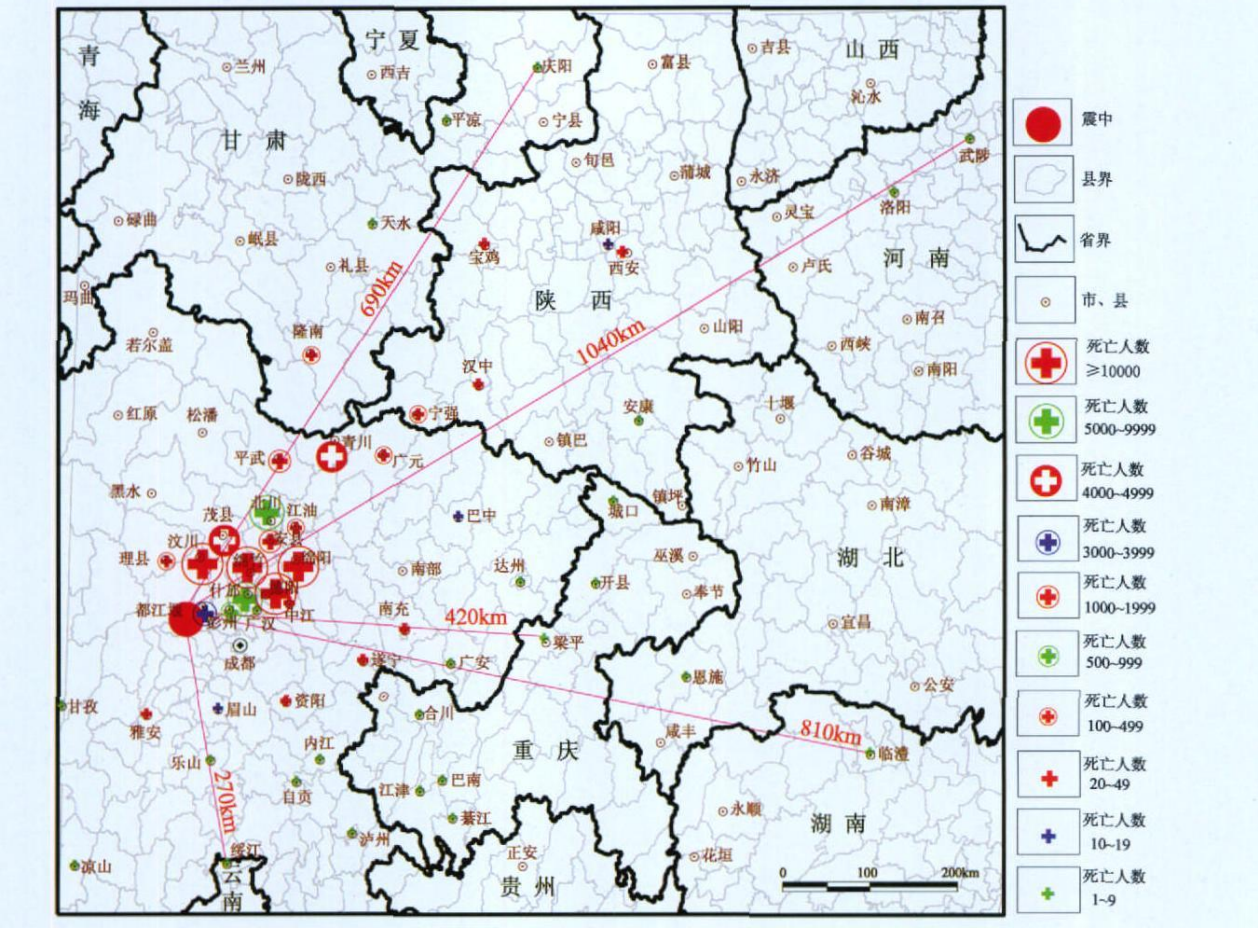 青
海
宁 夏
甘 肃
陕 西
山 西
河 南
湖 北
湖 南
重 庆
贵 州
云
南
兰州
西吉
庆阳
平凉
宁县
富县
吉县
沁水
武陟
旬邑
蒲城
永济
洛阳
灵宝
陇西
碌曲
天水
岷县
礼县
宝鸡
咸阳
西安
卢氏
玛曲
690km
1040km
若尔盖
陇南
山阳
南召
西峡
南阳
汉中
红原
松潘
宁强
安康
十堰
青川
平武
广元
镇巴
竹山
谷城
黑水
北川
江油
茂县
巴中
城口
镇坪
南漳
汶川
安县
理县
绵阳
南部
达州
开县
巫溪
奉节
什邡
都江堰
彭州
广汉
中江
南充
420km
梁平
宜昌
成都
遂宁
广安
恩施
公安
甘孜
雅安
眉山
资阳
合川
咸丰
810km
临澧
乐山
内江
270km
自贡
江津
巴南
綦江
永顺
泸州
绥江
凉山
正安
花垣
0 100 200km
震中
县界
省界
市、县
死亡人数
≥10000
死亡人数
5000~9999
死亡人数
4000~4999
死亡人数
3000~3999
死亡人数
1000~1999
死亡人数
500~999
死亡人数
100~499
死亡人数
20~49
死亡人数
10~19
死亡人数
1~9